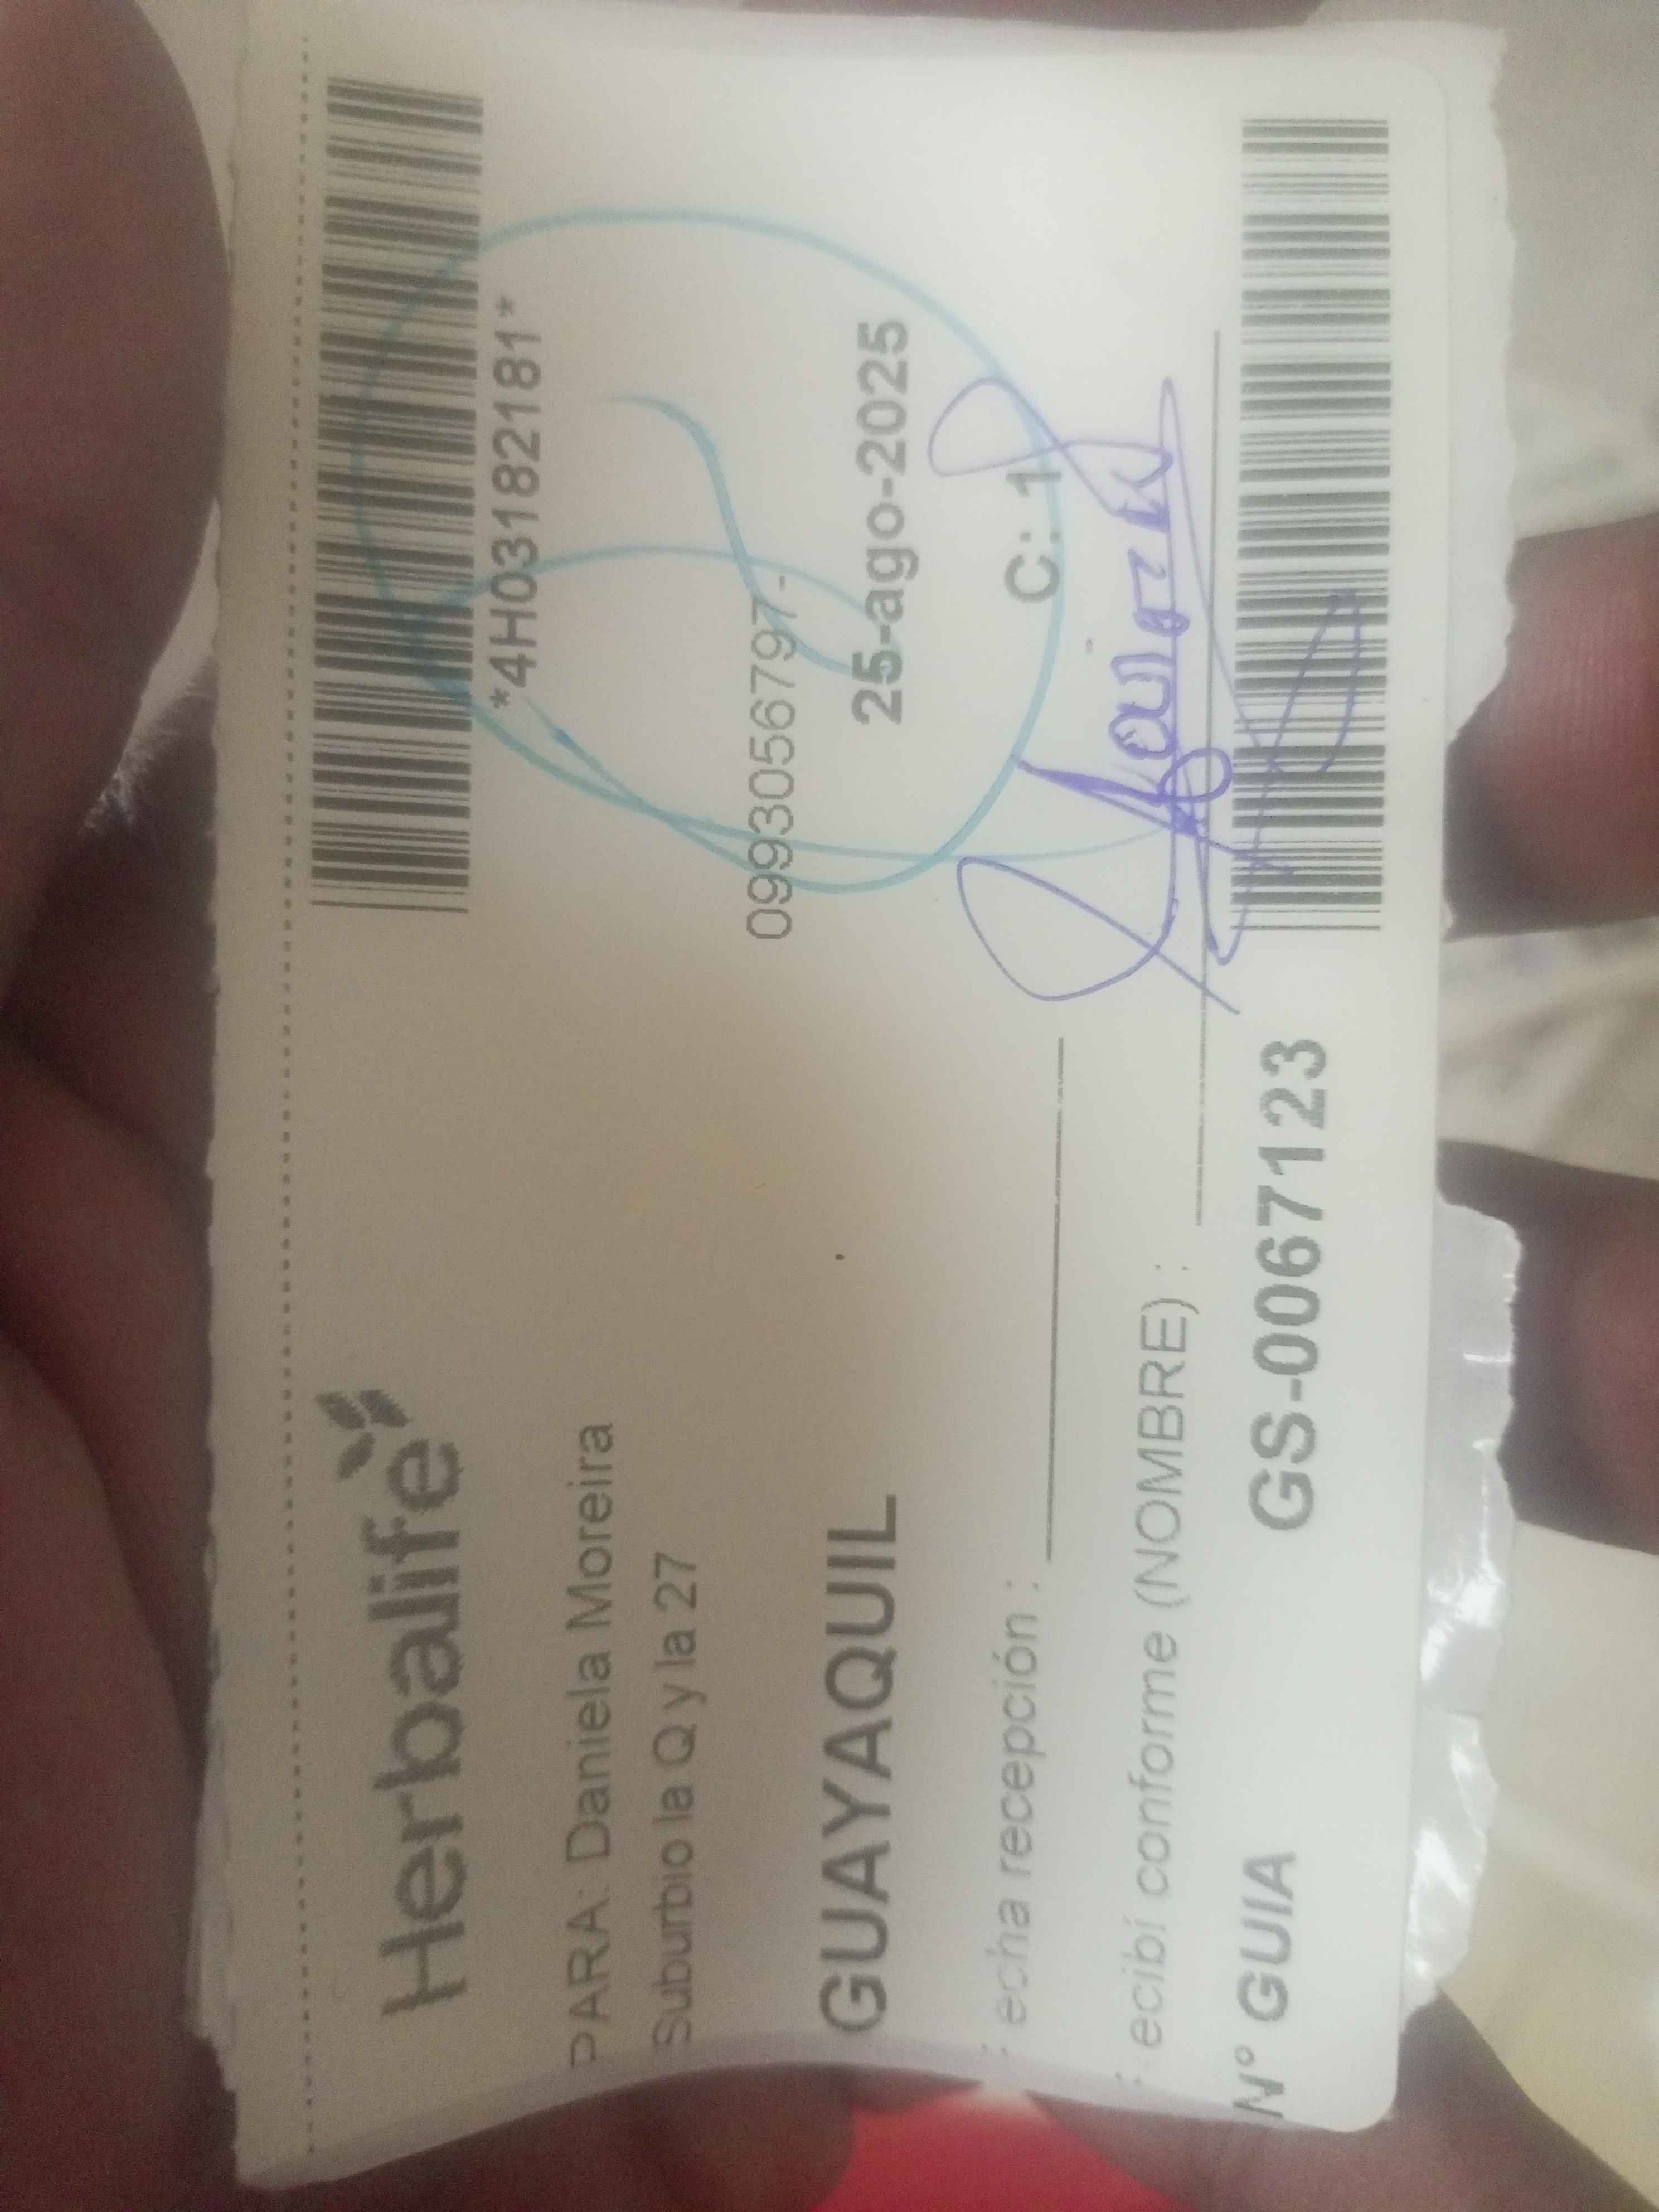 Herbalife
*4H03182181*
PARA: Daniela Moreira
Suburbio la Q y la 27
0993056797-
GUAYAQUIL
25-ago-2025
echa recepción :
C: 1
ecibí conforme (NOMBRE) :
N° GUIA
GS-0067123